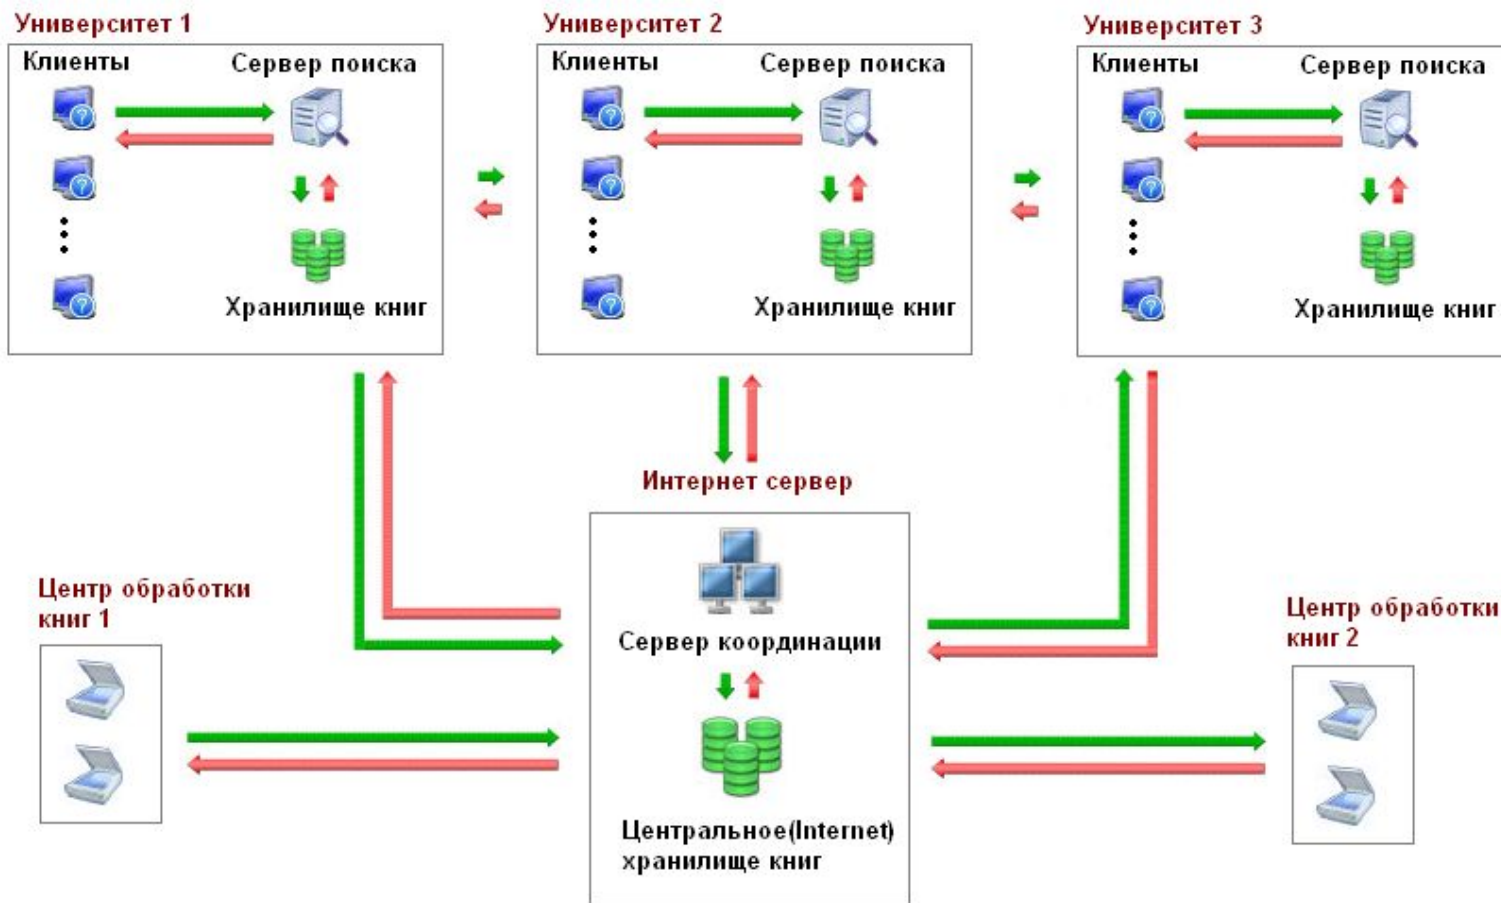 Университет 1
Университет 2
Университет 3
Клиенты
Сервер поиска
Клиенты
Сервер поиска
Клиенты
Сервер поиска
Хранилище книг
Хранилище книг
Хранилище книг
Интернет сервер
Центр обработки
книг 1
Сервер координации
Центр обработки
книг 2
Центральное(Internet)
хранилище книг